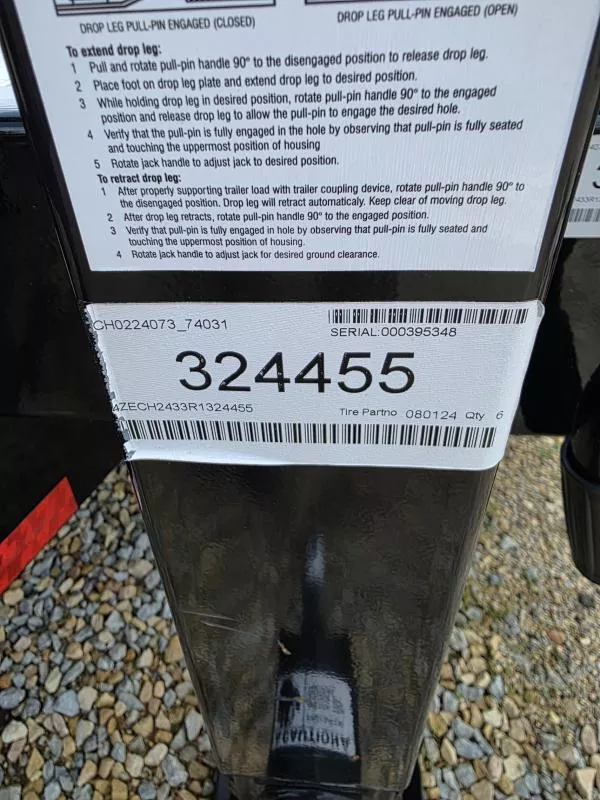 DROP LEG PULL-PIN ENGAGED (CLOSED)
DROP LEG PULL-PIN ENGAGED (OPEN)
To extend drop leg:
1 Pull and rotate pull-pin handle 90° to the disengaged position to release drop leg.
2 Place foot on drop leg plate and extend drop leg to desired position.
3 While holding drop leg in desired position, rotate pull-pin handle 90° to the engaged
position and release drop leg to allow the pull-pin to engage the desired hole.
4 Verify that the pull-pin is fully engaged in the hole by observing that pull-pin is fully seated
and touching the uppermost position of housing
5 Rotate jack handle to adjust jack to desired position.
To retract drop leg:
1 After properly supporting trailer load with trailer coupling device, rotate pull-pin handle 90° to
the disengaged position. Drop leg will retract automaticaly. Keep clear of moving drop leg.
2 After drop leg retracts, rotate pull-pin handle 90° to the engaged position.
3 Verify that pull-pin is fully engaged in hole by observing that pull-pin is fully seated and
touching the uppermost position of housing.
4 Rotate jack handle to adjust jack for desired ground clearance.
CH0224073_74031
SERIAL:000395348
324455
4ZECH2433R1324455
Tire Partno 080124 Qty 6